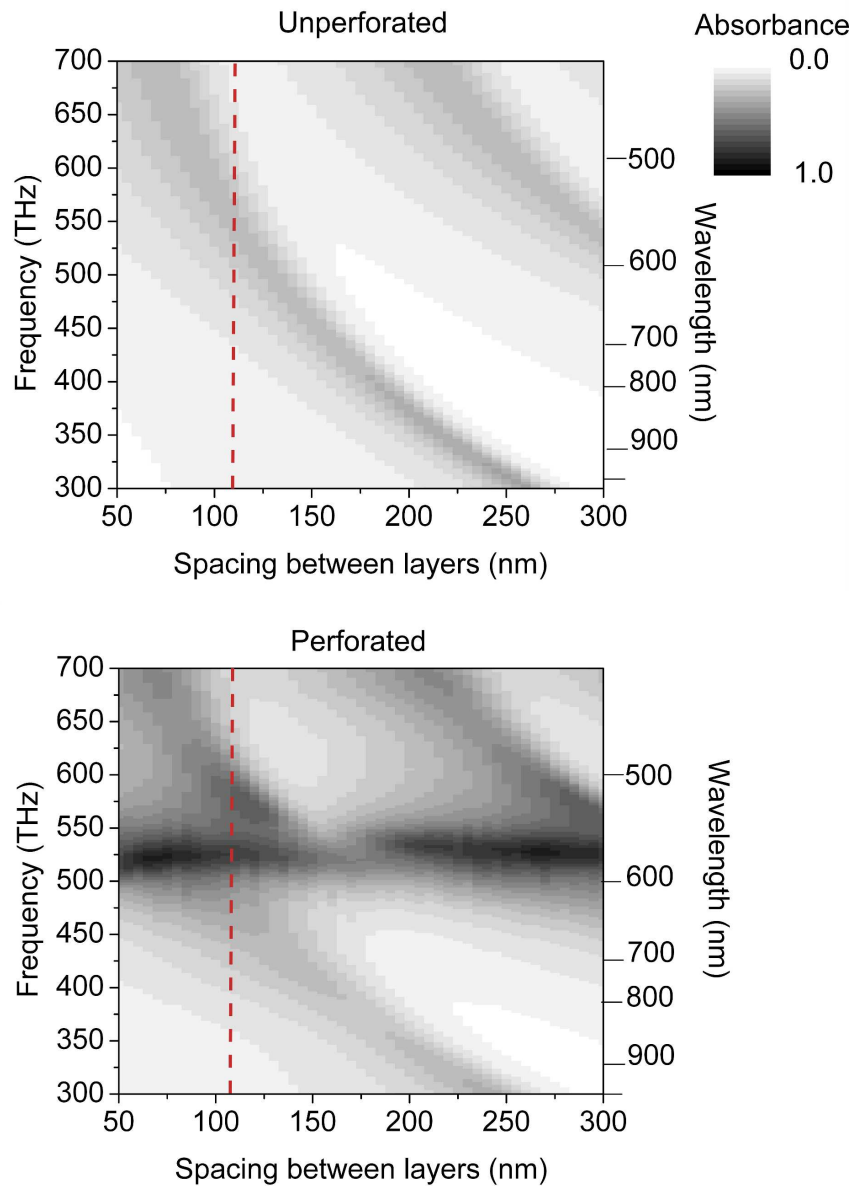 Unperforated
Absorbance
0.0
1.0
700
650
600
550
500
450
400
350
300
Frequency (THz)
500
600
700
800
900
Wavelength (nm)
50 100 150 200 250 300
Spacing between layers (nm)
Perforated
700
650
600
550
500
450
400
350
300
Frequency (THz)
500
600
700
800
900
Wavelength (nm)
50 100 150 200 250 300
Spacing between layers (nm)